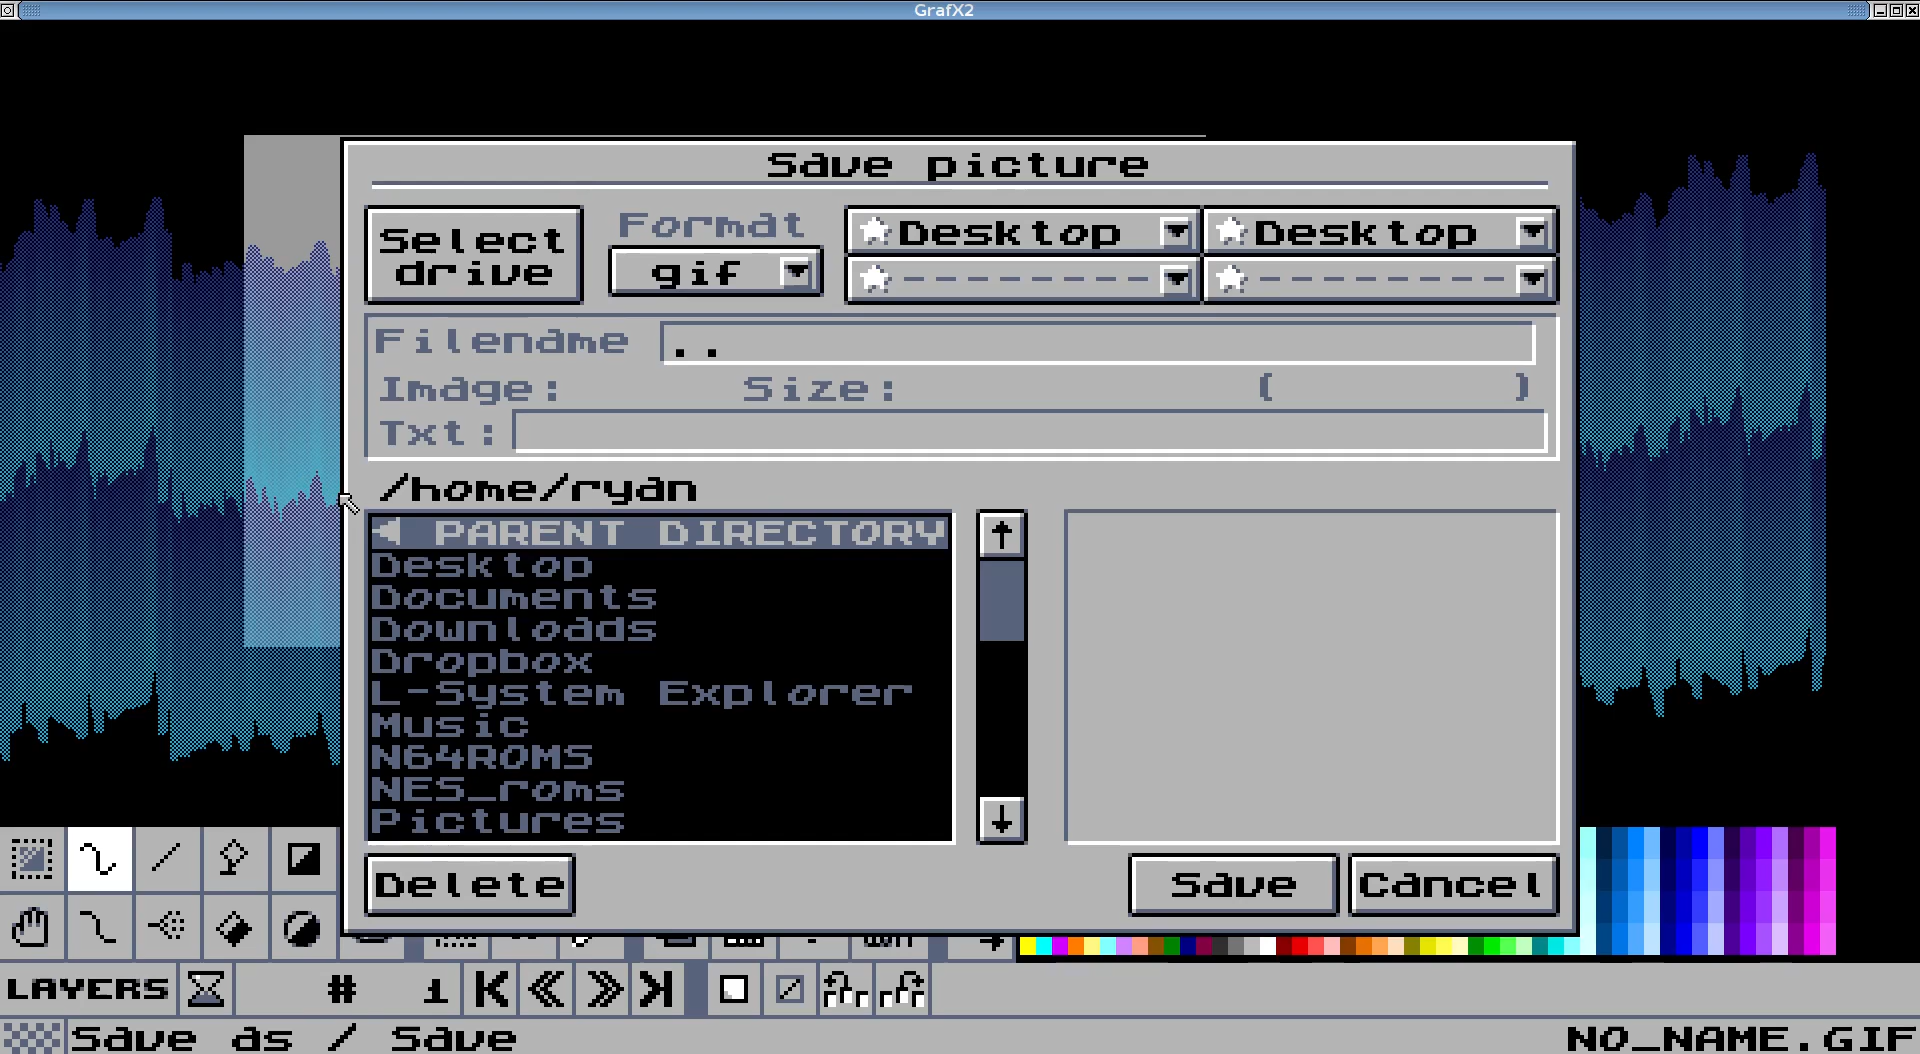 GrafX2
Save picture
Select drive
Format
gif
Desktop
Desktop
----------
----------
Filename ..
Image: Size: ( )
Txt:
/home/ryan
PARENT DIRECTORY
Desktop
Documents
Downloads
Dropbox
L-System Explorer
Music
N64ROMS
NES_roms
Pictures
Delete
Save
Cancel
LAYERS # 1
Save as / Save
NO_NAME.GIF